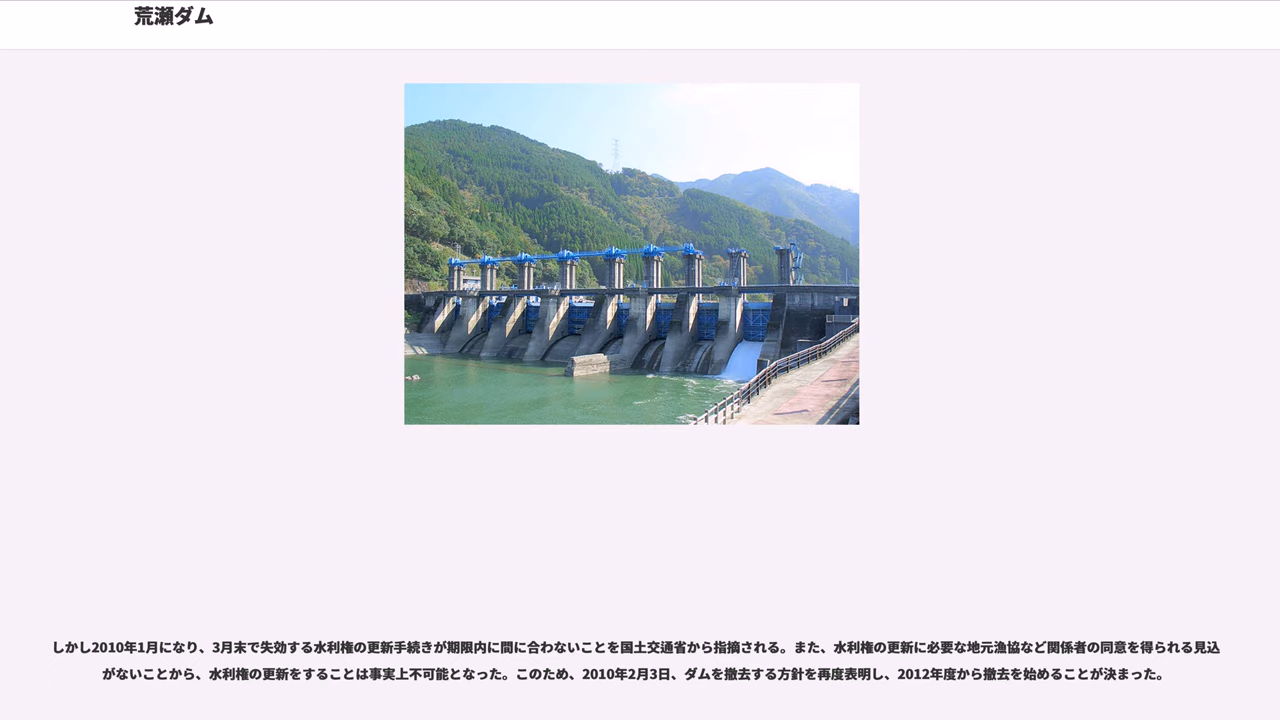 荒瀬ダム
しかし2010年1月になり、3月末で失効する水利権の更新手続きが期限内に間に合わないことを国土交通省から指摘される。また、水利権の更新に必要な地元漁協など関係者の同意を得られる見込
がないことから、水利権の更新をすることは事実上不可能となった。このため、2010年2月3日、ダムを撤去する方針を再度表明し、2012年度から撤去を始めることが決まった。